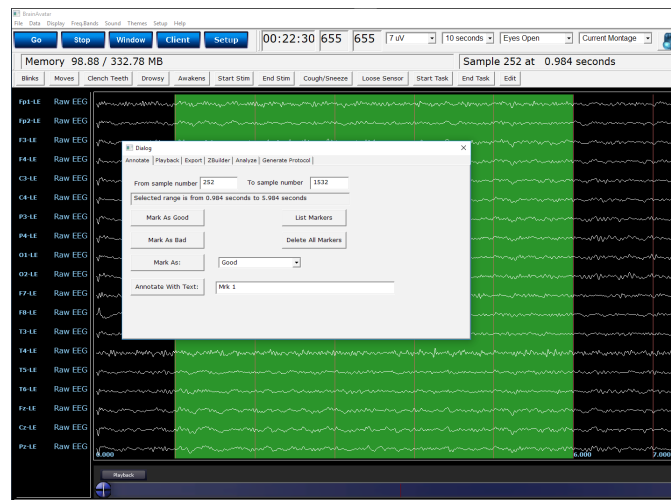 BrainAvatar
File Data Display Freq.Bands Sound Themes Setup Help
Go Stop Window Client Setup 00:22:30 655 655 7 uV 10 seconds Eyes Open Current Montage
Memory 98.88 / 332.78 MB Sample 252 at 0.984 seconds
Blinks Moves Clench Teeth Drowsy Awakens Start Stim End Stim Cough/Sneeze Loose Sensor Start Task End Task Edit
Fp1-LE Raw EEG
Fp2-LE Raw EEG
F3-LE Raw EEG
F4-LE Raw EEG
C3-LE Raw EEG
C4-LE Raw EEG
P3-LE Raw EEG
P4-LE Raw EEG
O1-LE Raw EEG
O2-LE Raw EEG
F7-LE Raw EEG
F8-LE Raw EEG
T3-LE Raw EEG
T4-LE Raw EEG
T5-LE Raw EEG
T6-LE Raw EEG
Fz-LE Raw EEG
Cz-LE Raw EEG
Pz-LE Raw EEG
Dialog
Annotate Playback Export ZBuilder Analyze Generate Protocol
From sample number 252 To sample number 1532
Selected range is from 0.984 seconds to 5.984 seconds
Mark As Good List Markers
Mark As Bad Delete All Markers
Mark As: Good
Annotate With Text: Mrk 1
0.000 6.000 7.000
Playback